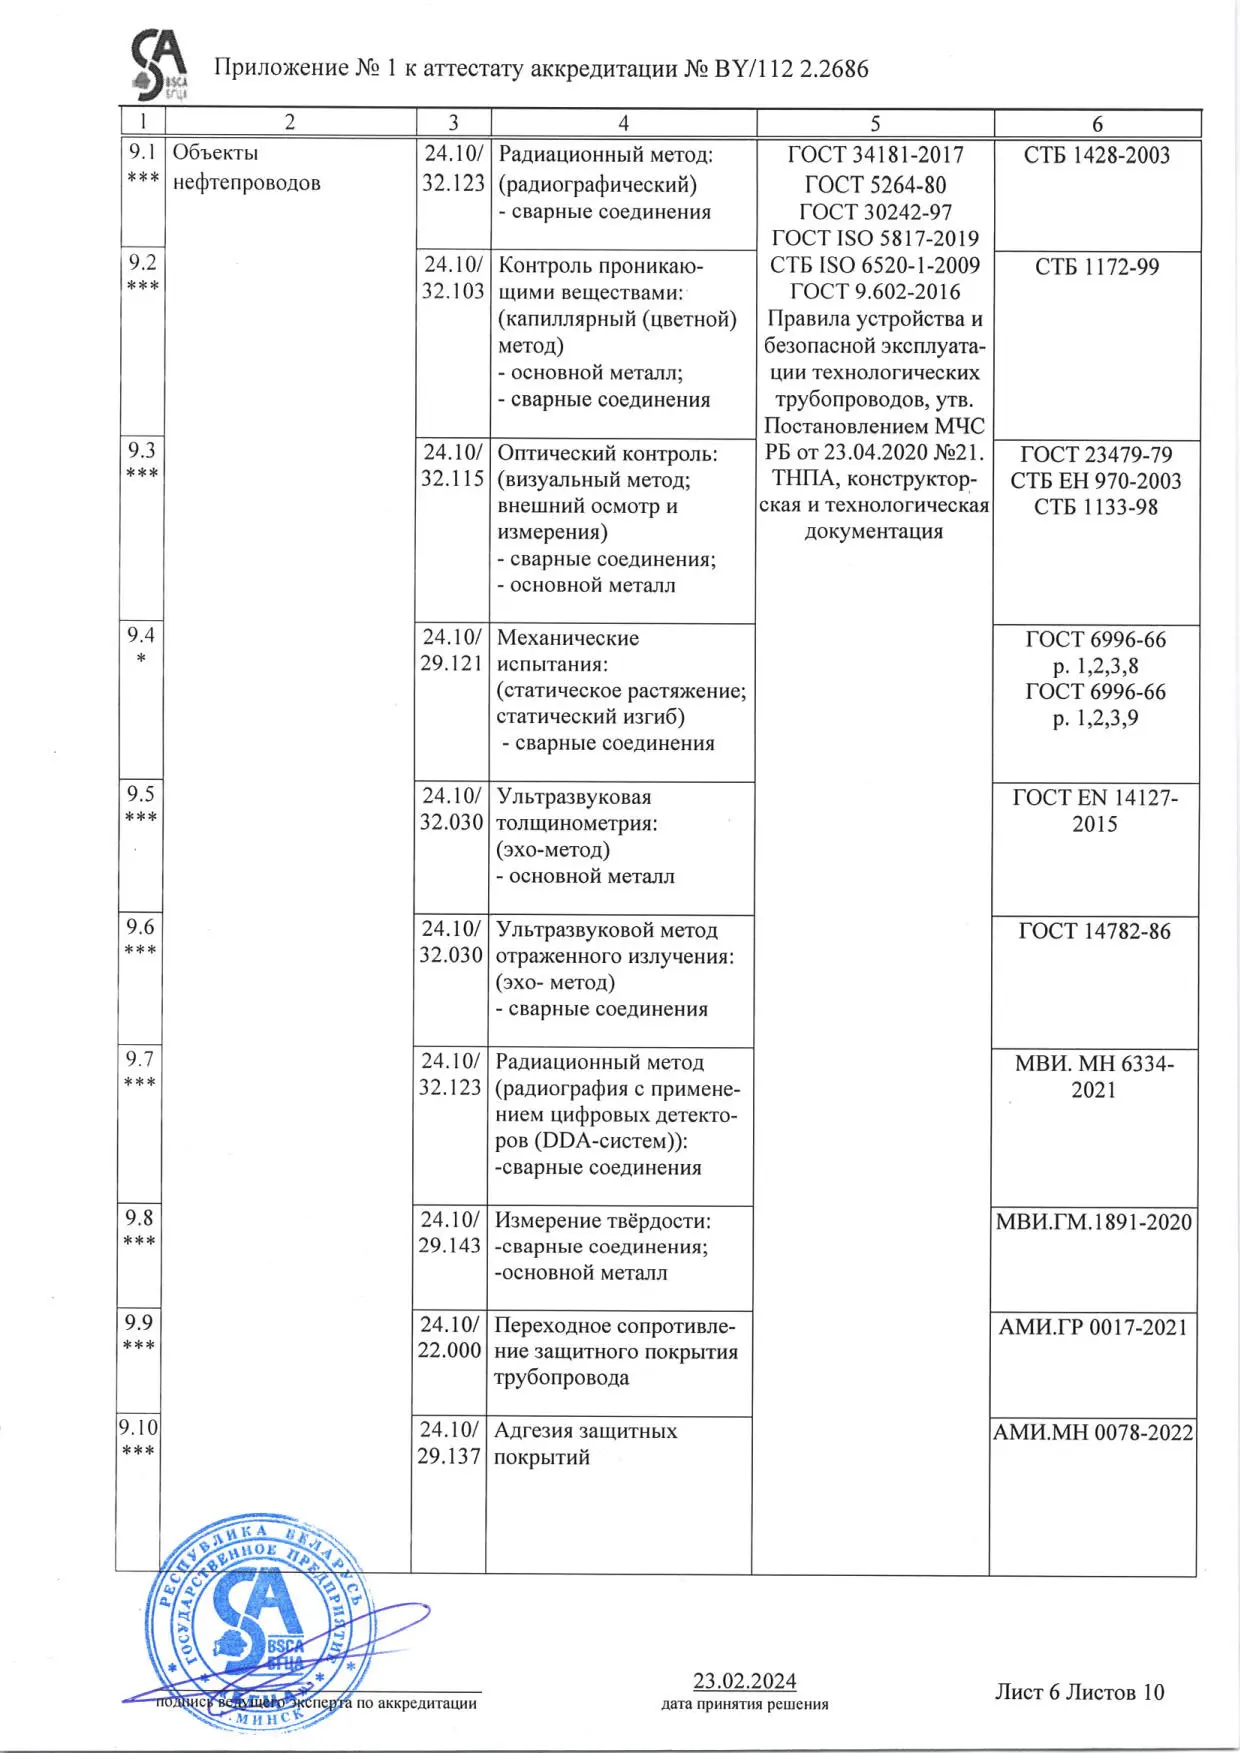 BSCA
БГЦА
Приложение № 1 к аттестату аккредитации № BY/112 2.2686
1 2 3 4 5 6
9.1
***
Объекты
нефтепроводов
24.10/
32.123
Радиационный метод:
(радиографический)
- сварные соединения
ГОСТ 34181-2017
ГОСТ 5264-80
ГОСТ 30242-97
ГОСТ ISO 5817-2019
СТБ ISO 6520-1-2009
ГОСТ 9.602-2016
Правила устройства и
безопасной эксплуата-
ции технологических
трубопроводов, утв.
Постановлением МЧС
РБ от 23.04.2020 №21.
ТНПА, конструктор-
ская и технологическая
документация
СТБ 1428-2003
9.2
***
24.10/
32.103
Контроль проникаю-
щими веществами:
(капиллярный (цветной)
метод)
- основной металл;
- сварные соединения
СТБ 1172-99
9.3
***
24.10/
32.115
Оптический контроль:
(визуальный метод;
внешний осмотр и
измерения)
- сварные соединения;
- основной металл
ГОСТ 23479-79
СТБ ЕН 970-2003
СТБ 1133-98
9.4
*
24.10/
29.121
Механические
испытания:
(статическое растяжение;
статический изгиб)
- сварные соединения
ГОСТ 6996-66
р. 1,2,3,8
ГОСТ 6996-66
р. 1,2,3,9
9.5
***
24.10/
32.030
Ультразвуковая
толщинометрия:
(эхо-метод)
- основной металл
ГОСТ EN 14127-
2015
9.6
***
24.10/
32.030
Ультразвуковой метод
отраженного излучения:
(эхо- метод)
- сварные соединения
ГОСТ 14782-86
9.7
***
24.10/
32.123
Радиационный метод
(радиография с примене-
нием цифровых детекто-
ров (DDA-систем)):
-сварные соединения
МВИ. МН 6334-
2021
9.8
***
24.10/
29.143
Измерение твёрдости:
-сварные соединения;
-основной металл
МВИ.ГМ.1891-2020
9.9
***
24.10/
22.000
Переходное сопротивле-
ние защитного покрытия
трубопровода
АМИ.ГР 0017-2021
9.10
***
24.10/
29.137
Адгезия защитных
покрытий
АМИ.МН 0078-2022
РЕСПУБЛИКА БЕЛАРУСЬ
ГОСУДАРСТВЕННОЕ ПРЕДПРИЯТИЕ
BSCA
БГЦА
"БГЦА"
Г.МИНСК
подпись ведущего эксперта по аккредитации
23.02.2024
дата принятия решения
Лист 6 Листов 10